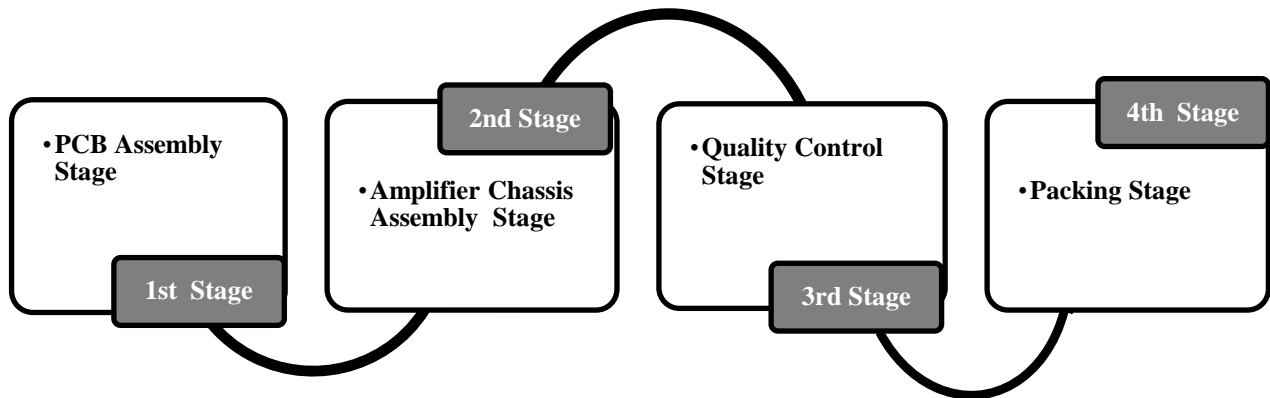 •PCB Assembly
Stage
1st Stage
2nd Stage
•Amplifier Chassis
Assembly Stage
•Quality Control
Stage
3rd Stage
4th Stage
•Packing Stage